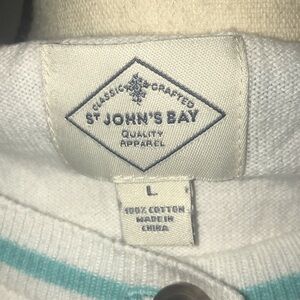 CLASSIC CRAFTED
ST JOHN'S BAY
QUALITY
APPAREL
L
100% COTTON
MADE IN
CHINA